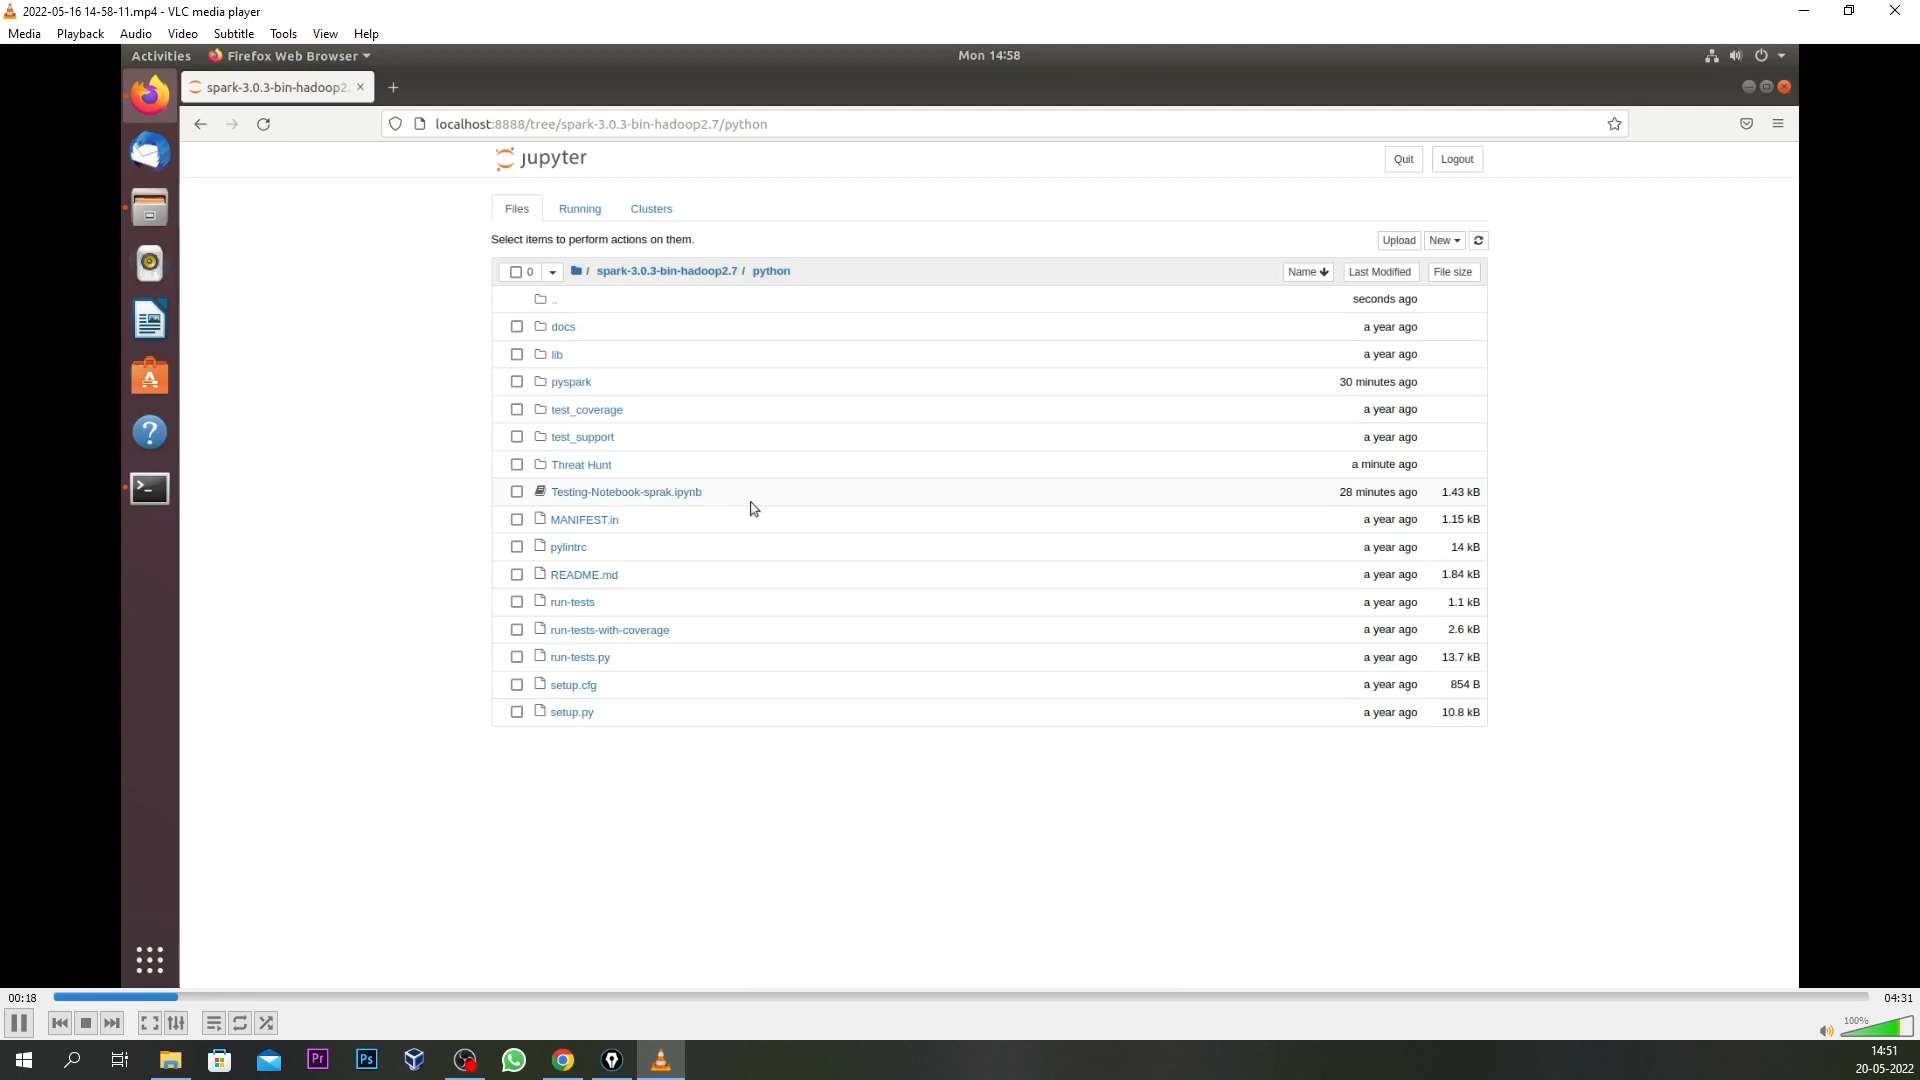 2022-05-16 14-58-11.mp4 - VLC media player
Media Playback Audio Video Subtitle Tools View Help
Activities Firefox Web Browser Mon 14:58
spark-3.0.3-bin-hadoop2.
localhost:8888/tree/spark-3.0.3-bin-hadoop2.7/python
jupyter Quit Logout
Files Running Clusters
Select items to perform actions on them. Upload New
0 / spark-3.0.3-bin-hadoop2.7 / python Name Last Modified File size
.. seconds ago
docs a year ago
lib a year ago
pyspark 30 minutes ago
test_coverage a year ago
test_support a year ago
Threat Hunt a minute ago
Testing-Notebook-sprak.ipynb 28 minutes ago 1.43 kB
MANIFEST.in a year ago 1.15 kB
pylintrc a year ago 14 kB
README.md a year ago 1.84 kB
run-tests a year ago 1.1 kB
run-tests-with-coverage a year ago 2.6 kB
run-tests.py a year ago 13.7 kB
setup.cfg a year ago 854 B
setup.py a year ago 10.8 kB
00:18 04:31
100%
Pr Ps
14:51
20-05-2022